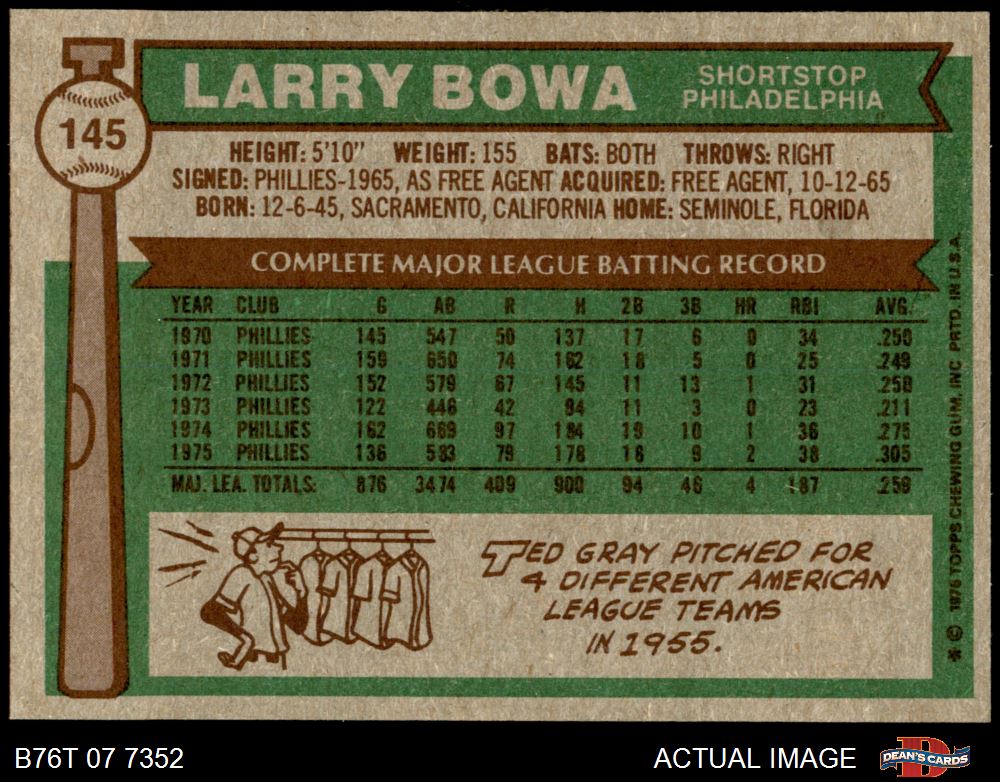 145
LARRY BOWA
SHORTSTOP
PHILADELPHIA
HEIGHT: 5'10" WEIGHT: 155 BATS: BOTH THROWS: RIGHT
SIGNED: PHILLIES-1965, AS FREE AGENT ACQUIRED: FREE AGENT, 10-12-65
BORN: 12-6-45, SACRAMENTO, CALIFORNIA HOME: SEMINOLE, FLORIDA
COMPLETE MAJOR LEAGUE BATTING RECORD
YEAR CLUB G AB R H 2B 3B HR RBI AVG.
1970 PHILLIES 145 547 50 137 17 6 0 34 .250
1971 PHILLIES 159 650 74 162 18 5 0 25 .249
1972 PHILLIES 152 579 67 145 11 13 1 31 .250
1973 PHILLIES 122 446 42 94 11 3 0 23 .211
1974 PHILLIES 162 669 97 184 19 10 1 36 .275
1975 PHILLIES 136 583 79 178 18 9 2 38 .305
MAJ. LEA. TOTALS: 876 3474 409 900 94 46 4 187 .259
TED GRAY PITCHED FOR
4 DIFFERENT AMERICAN
LEAGUE TEAMS
IN 1955.
* © 1976 TOPPS CHEWING GUM, INC PRTD. IN U.S.A.
B76T 07 7352
ACTUAL IMAGE
DEAN'S CARDS